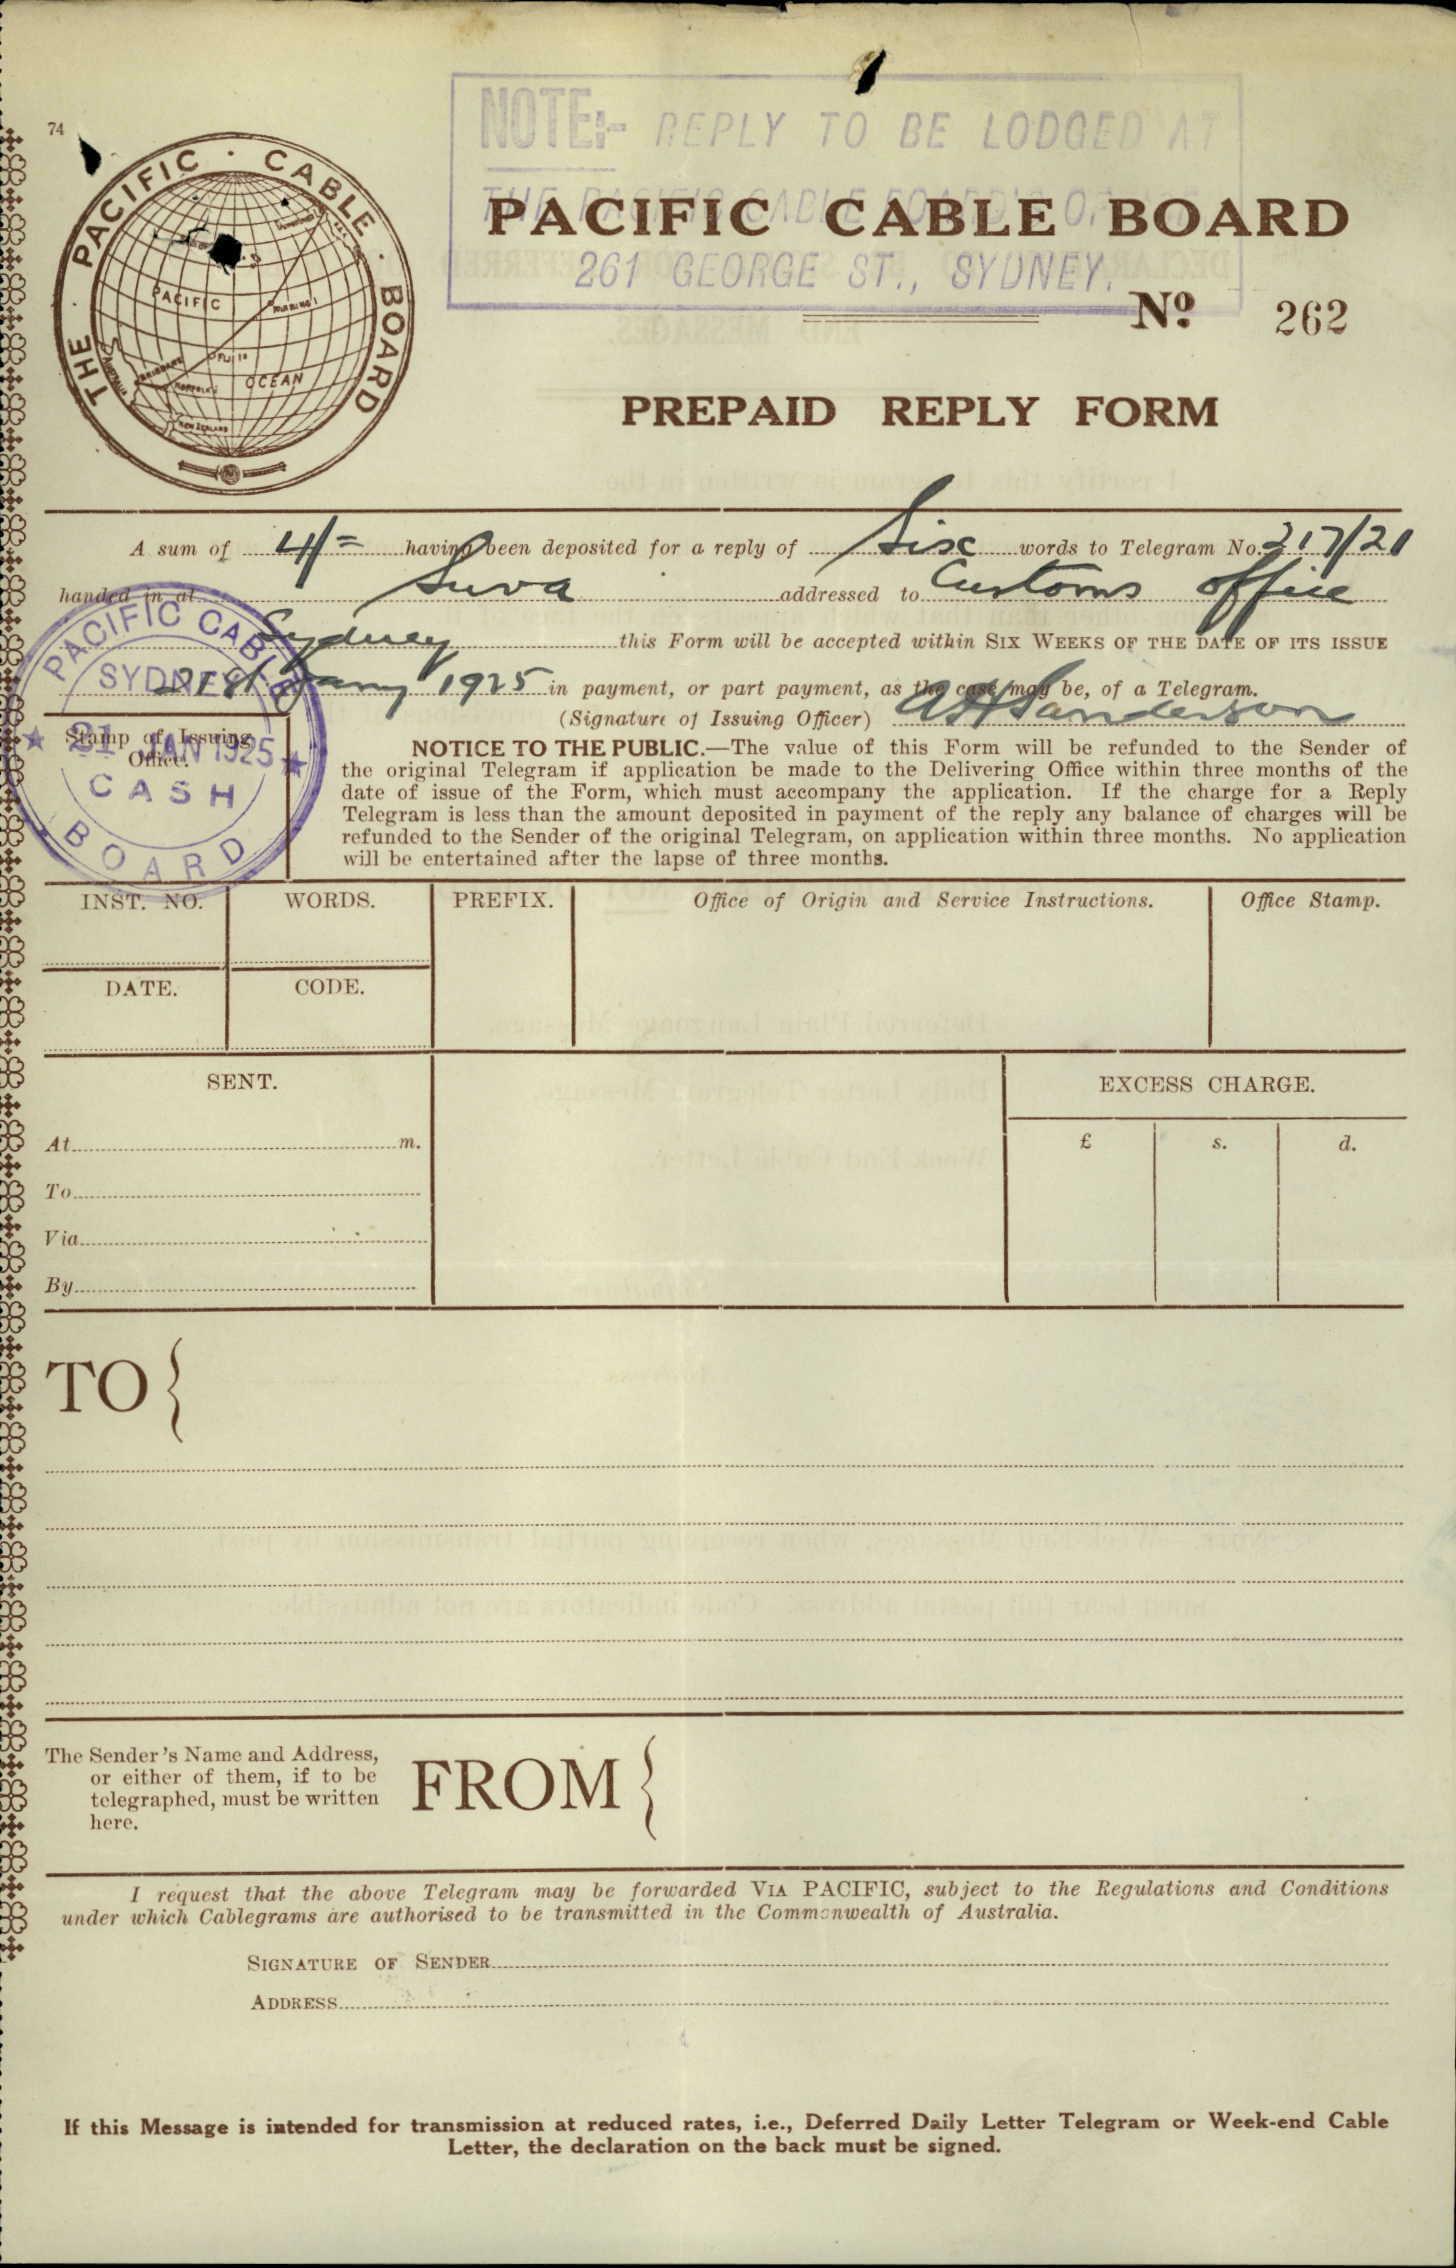 74
THE · PACIFIC · CABLE · BOARD
PACIFIC
FANNING I
FIJI IS
BRISBANE
NORFOLK I
OCEAN
AUSTRALIA
NEW ZEALAND
NOTE:- REPLY TO BE LODGED AT
THE PACIFIC CABLE BOARD'S OFFICE
261 GEORGE ST., SYDNEY.
PACIFIC CABLE BOARD
No 262
PREPAID REPLY FORM
A sum of 4/= having been deposited for a reply of Six words to Telegram No. 217/21
handed in at Suva addressed to Customs Office
Sydney this Form will be accepted within SIX WEEKS OF THE DATE OF ITS ISSUE
21st Jany 1925 in payment, or part payment, as the case may be, of a Telegram.
(Signature of Issuing Officer) A H Sanderson
Stamp of Issuing
Office.
PACIFIC CABLE
SYDNEY
21 JAN 1925
CASH
BOARD
NOTICE TO THE PUBLIC.—The value of this Form will be refunded to the Sender of
the original Telegram if application be made to the Delivering Office within three months of the
date of issue of the Form, which must accompany the application. If the charge for a Reply
Telegram is less than the amount deposited in payment of the reply any balance of charges will be
refunded to the Sender of the original Telegram, on application within three months. No application
will be entertained after the lapse of three months.
INST. NO. WORDS. PREFIX. Office of Origin and Service Instructions. Office Stamp.
DATE. CODE.
SENT. EXCESS CHARGE.
At m. £ s. d.
To
Via
By
TO
The Sender's Name and Address,
or either of them, if to be
telegraphed, must be written
here.
FROM
I request that the above Telegram may be forwarded VIA PACIFIC, subject to the Regulations and Conditions
under which Cablegrams are authorised to be transmitted in the Commonwealth of Australia.
SIGNATURE OF SENDER
ADDRESS
If this Message is intended for transmission at reduced rates, i.e., Deferred Daily Letter Telegram or Week-end Cable
Letter, the declaration on the back must be signed.